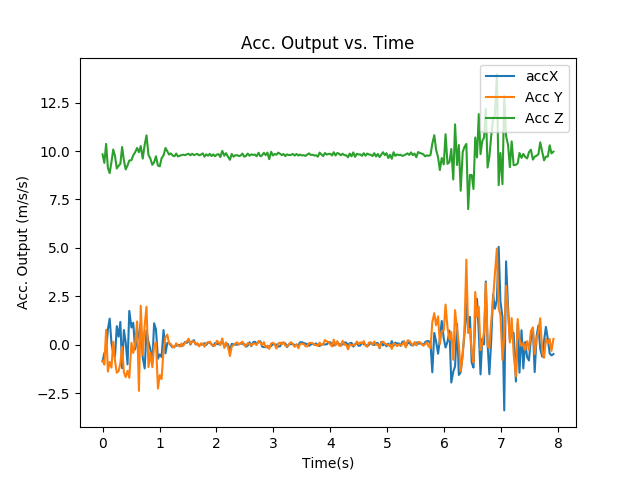 Acc. Output vs. Time
accX
Acc Y
Acc Z
Acc. Output (m/s/s)
12.5
10.0
7.5
5.0
2.5
0.0
−2.5
0 1 2 3 4 5 6 7 8
Time(s)